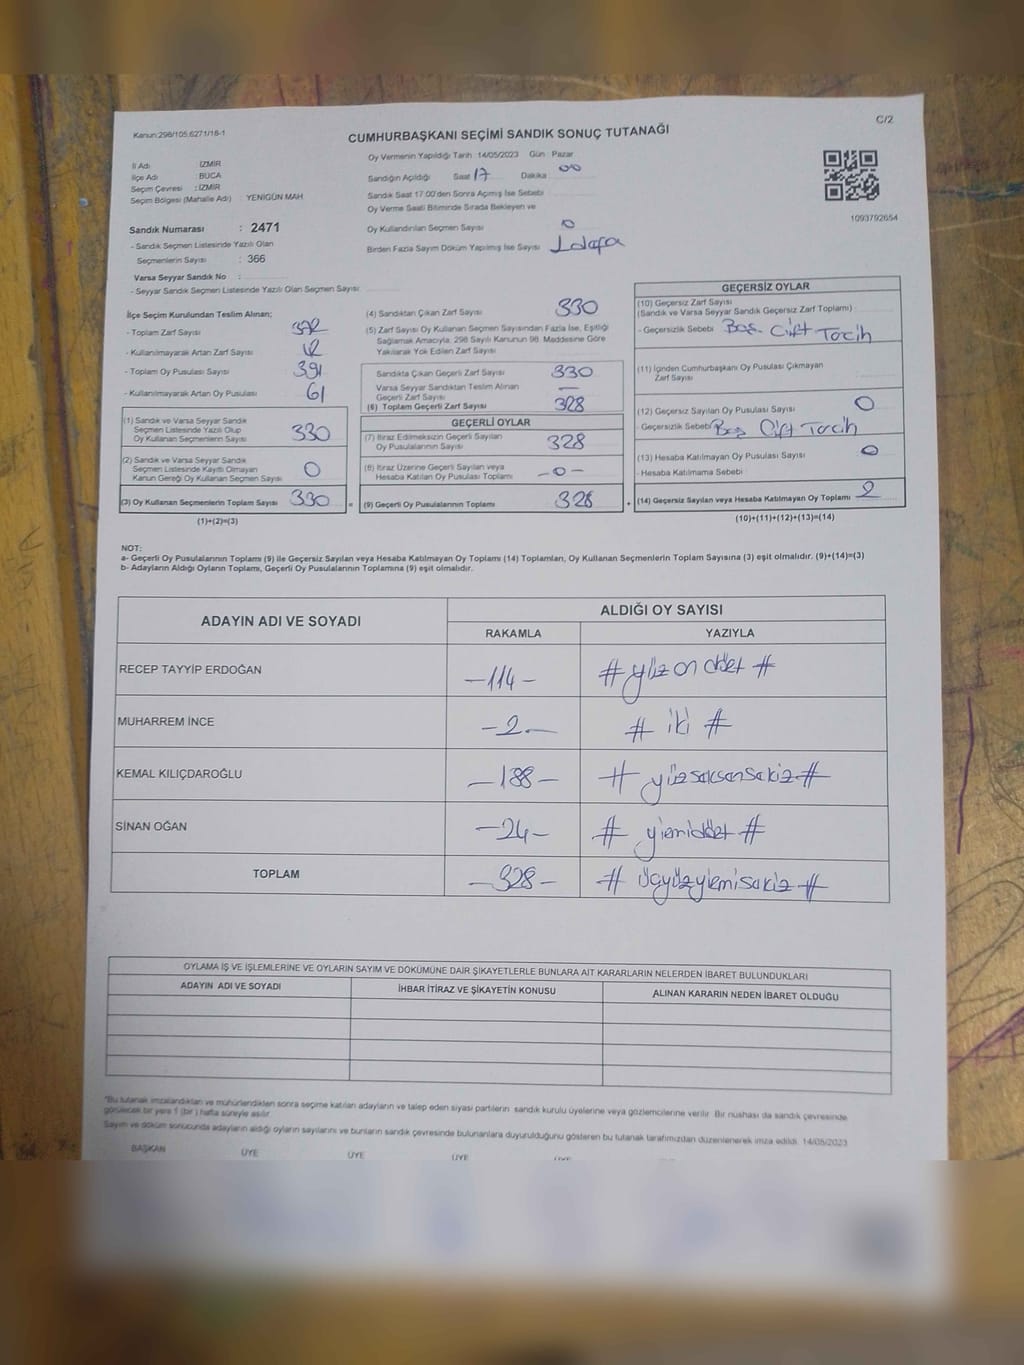 C/2
Kanun:298/105,6271/18-1
CUMHURBAŞKANI SEÇİMİ SANDIK SONUÇ TUTANAĞI
İl Adı : İZMİR
İlçe Adı : BUCA
Seçim Çevresi : İZMİR
Seçim Bölgesi (Mahalle Adı) : YENİGÜN MAH
Sandık Numarası : 2471
- Sandık Seçmen Listesinde Yazılı Olan
Seçmenlerin Sayısı : 366
Varsa Seyyar Sandık No :
- Seyyar Sandık Seçmen Listesinde Yazılı Olan Seçmen Sayısı:
Oy Vermenin Yapıldığı Tarih 14/05/2023 Gün Pazar
Sandığın Açıldığı Saat 17 Dakika 00
Sandık Saat 17:00'den Sonra Açmış İse Sebebi
Oy Verme Saati Bitiminde Sırada Bekleyen ve
Oy Kullandırılan Seçmen Sayısı 0
Birden Fazla Sayım Döküm Yapılmış İse Sayısı 1 defa
1093792654
İlçe Seçim Kurulundan Teslim Alınan;
- Toplam Zarf Sayısı
- Kullanılmayarak Artan Zarf Sayısı
- Toplam Oy Pusulası Sayısı 391
- Kullanılmayarak Artan Oy Pusulası 61
(1) Sandık ve Varsa Seyyar Sandık
Seçmen Listesinde Yazılı Olup
Oy Kullanan Seçmenlerin Sayısı 330
(2) Sandık ve Varsa Seyyar Sandık
Seçmen Listesinde Kayıtlı Olmayan
Kanun Gereği Oy Kullanan Seçmen Sayısı 0
(3) Oy Kullanan Seçmenlerin Toplam Sayısı 330
(1)+(2)=(3)
(4) Sandıktan Çıkan Zarf Sayısı 330
(5) Zarf Sayısı Oy Kullanan Seçmen Sayısından Fazla İse, Eşitliği
Sağlamak Amacıyla, 298 Sayılı Kanunun 98. Maddesine Göre
Yakılarak Yok Edilen Zarf Sayısı
Sandıkta Çıkan Geçerli Zarf Sayısı 330
Varsa Seyyar Sandıktan Teslim Alınan
Geçerli Zarf Sayısı —
(6) Toplam Geçerli Zarf Sayısı 328
GEÇERLİ OYLAR
(7) İtiraz Edilmeksizin Geçerli Sayılan
Oy Pusulalarının Sayısı 328
(8) İtiraz Üzerine Geçerli Sayılan veya
Hesaba Katılan Oy Pusulası Toplamı -0-
= (9) Geçerli Oy Pusulalarının Toplamı 328 +
GEÇERSİZ OYLAR
(10) Geçersiz Zarf Sayısı
(Sandık ve Varsa Seyyar Sandık Geçersiz Zarf Toplamı) :
- Geçersizlik Sebebi Boş Çift Tercih
(11) İçinden Cumhurbaşkanı Oy Pusulası Çıkmayan
Zarf Sayısı
(12) Geçersiz Sayılan Oy Pusulası Sayısı 0
- Geçersizlik Sebebi Boş Çift Tercih
(13) Hesaba Katılmayan Oy Pusulası Sayısı 0
- Hesaba Katılmama Sebebi
(14) Geçersiz Sayılan veya Hesaba Katılmayan Oy Toplamı 2
(10)+(11)+(12)+(13)=(14)
NOT:
a- Geçerli Oy Pusulalarının Toplamı (9) ile Geçersiz Sayılan veya Hesaba Katılmayan Oy Toplamı (14) Toplamları, Oy Kullanan Seçmenlerin Toplam Sayısına (3) eşit olmalıdır. (9)+(14)=(3)
b- Adayların Aldığı Oyların Toplamı, Geçerli Oy Pusulalarının Toplamına (9) eşit olmalıdır.
ADAYIN ADI VE SOYADI ALDIĞI OY SAYISI
RAKAMLA YAZIYLA
RECEP TAYYİP ERDOĞAN -114- # yüz on dört #
MUHARREM İNCE -2- # iki #
KEMAL KILIÇDAROĞLU -188- # yüzseksensekiz #
SİNAN OĞAN -24- # yirmidört #
TOPLAM -328- # üçyüzyirmisekiz #
OYLAMA İŞ VE İŞLEMLERİNE VE OYLARIN SAYIM VE DÖKÜMÜNE DAİR ŞİKAYETLERLE BUNLARA AİT KARARLARIN NELERDEN İBARET BULUNDUKLARI
ADAYIN ADI VE SOYADI İHBAR İTİRAZ VE ŞİKAYETİN KONUSU ALINAN KARARIN NEDEN İBARET OLDUĞU
*Bu tutanak imzalandıktan ve mühürlendikten sonra seçime katılan adayların ve talep eden siyasi partilerin sandık kurulu üyelerine veya gözlemcilerine verilir. Bir nüshası da sandık çevresinde
görülecek bir yere 1 (bir ) hafta süreyle asılır.
Sayım ve döküm sonucunda adayların aldığı oyların sayılarını ve bunların sandık çevresinde bulunanlara duyurulduğunu gösteren bu tutanak tarafımızdan düzenlenerek imza edildi. 14/05/2023
BAŞKAN ÜYE ÜYE ÜYE